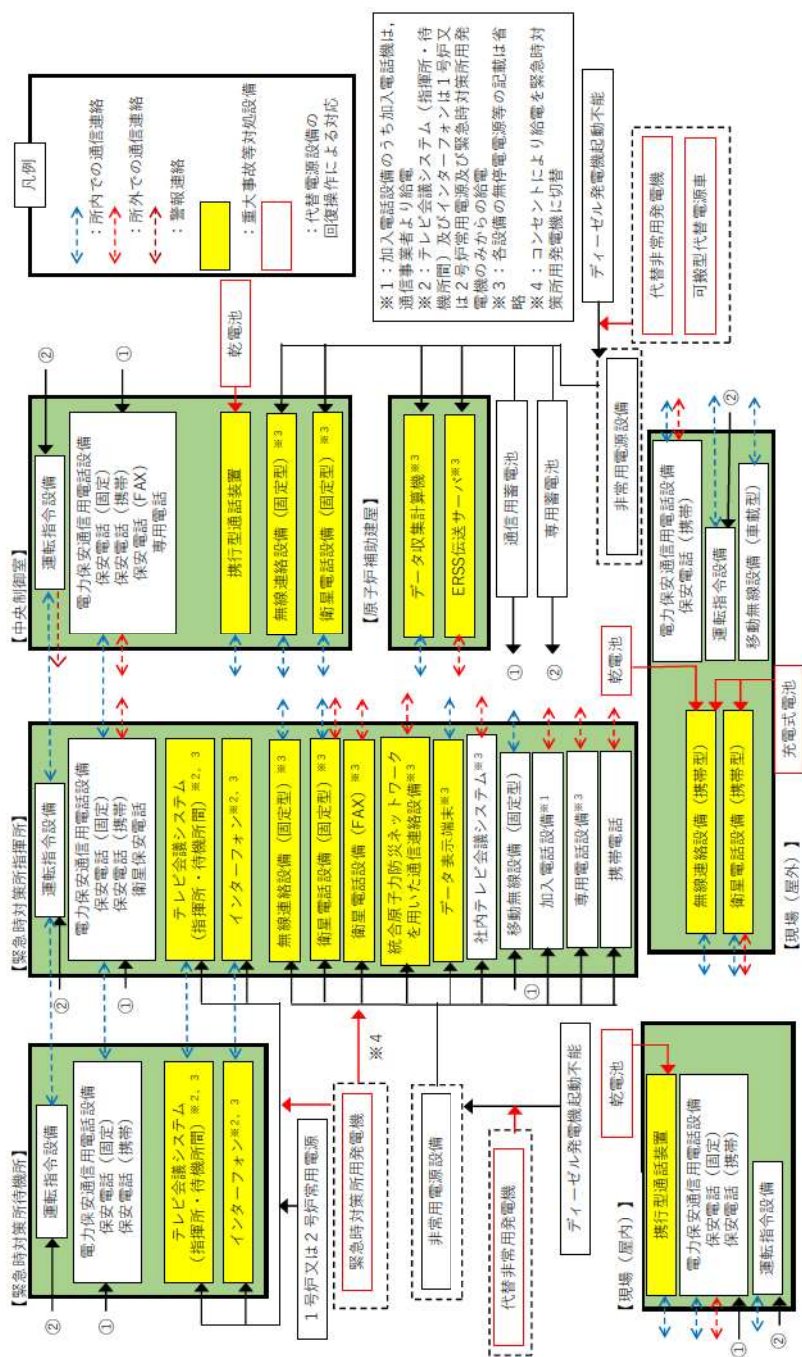 【緊急時対策所待機所】
運転指令設備
②
電力保安通信用電話設備
保安電話（固定）
保安電話（携帯）
①
テレビ会議システム
（指揮所・待機所間）※2，3
インターフォン※2，3
1号炉又は2号炉常用電源
緊急時対策所用発電機
※4
非常用電源設備
代替非常用発電機
ディーゼル発電機起動不能
【現場（屋内）】
乾電池
携行型通話装置
電力保安通信用電話設備
保安電話（固定）
保安電話（携帯）
①
運転指令設備
②
【緊急時対策所指揮所】
運転指令設備
②
電力保安通信用電話設備
保安電話（固定）
保安電話（携帯）
衛星保安電話
①
テレビ会議システム
（指揮所・待機所間）※2，3
インターフォン※2，3
無線連絡設備（固定型）※3
衛星電話設備（固定型）※3
衛星電話設備（FAX）※3
統合原子力防災ネットワーク
を用いた通信連絡設備※3
データ表示端末※3
社内テレビ会議システム※3
移動無線設備（固定型）
①
加入電話設備※1
専用電話設備※3
携帯電話
【中央制御室】
運転指令設備
②
電力保安通信用電話設備
保安電話（固定）
保安電話（携帯）
保安電話（FAX）
専用電話
①
乾電池
携行型通話装置
無線連絡設備（固定型）※3
衛星電話設備（固定型）※3
【原子炉補助建屋】
データ収集計算機※3
ERSS伝送サーバ※3
通信用蓄電池
①
専用蓄電池
②
非常用電源設備
ディーゼル発電機起動不能
代替非常用発電機
可搬型代替電源車
【現場（屋外）】
電力保安通信用電話設備
保安電話（携帯）
運転指令設備
②
移動無線設備（車載型）
乾電池
無線連絡設備（携帯型）
衛星電話設備（携帯型）
充電式電池
凡例
：所内での通信連絡
：所外での通信連絡
：警報連絡
：重大事故等対処設備
：代替電源設備の
回復操作による対応
※1：加入電話設備のうち加入電話機は，
通信事業者より給電
※2：テレビ会議システム（指揮所・待
機所間）及びインターフォンは1号炉又
は2号炉常用電源及び緊急時対策所用発
電機のみからの給電
※3：各設備の無停電電源等の記載は省
略
※4：コンセントにより給電を緊急時対
策所用発電機に切替